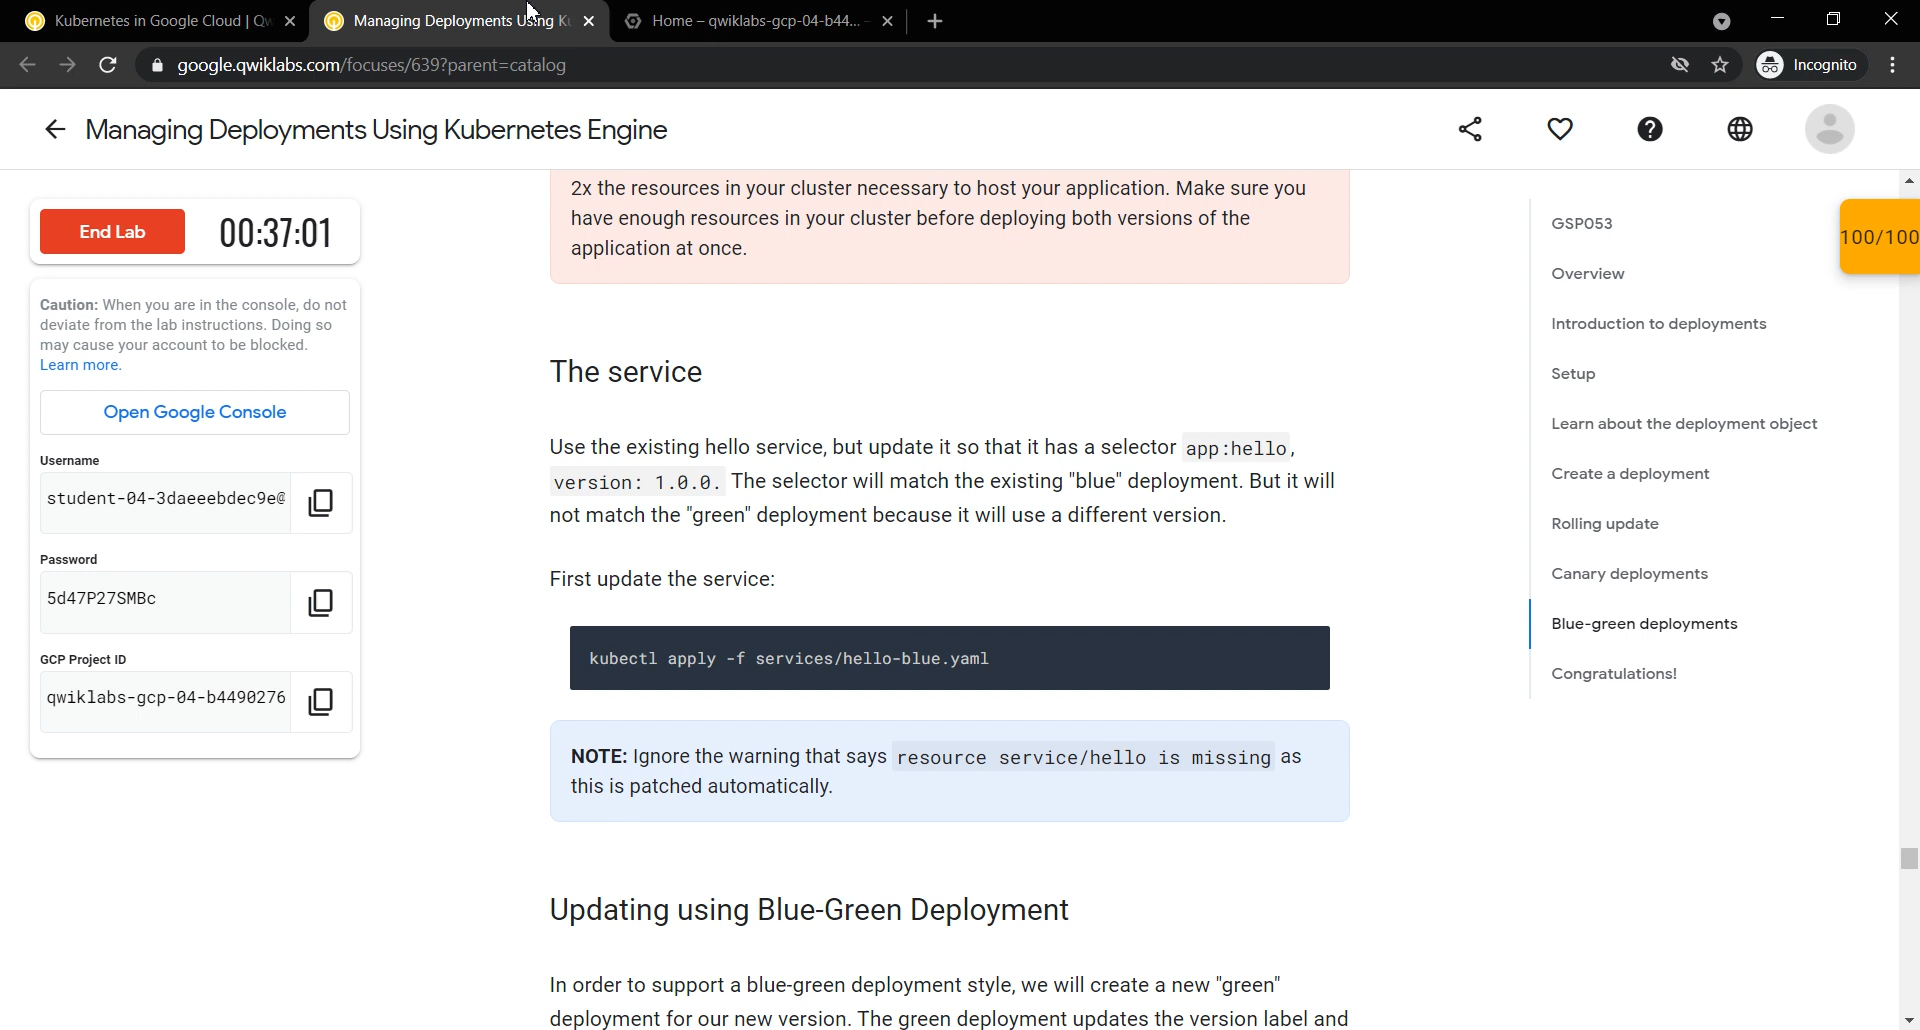 Kubernetes in Google Cloud | Qw
Managing Deployments Using Ku
Home – qwiklabs-gcp-04-b44...
google.qwiklabs.com/focuses/639?parent=catalog
Incognito
Managing Deployments Using Kubernetes Engine
End Lab
00:37:01
Caution: When you are in the console, do not
deviate from the lab instructions. Doing so
may cause your account to be blocked.
Learn more.
Open Google Console
Username
student-04-3daeeebdec9e@
Password
5d47P27SMBc
GCP Project ID
qwiklabs-gcp-04-b4490276
2x the resources in your cluster necessary to host your application. Make sure you
have enough resources in your cluster before deploying both versions of the
application at once.
The service
Use the existing hello service, but update it so that it has a selector app:hello,
version: 1.0.0. The selector will match the existing "blue" deployment. But it will
not match the "green" deployment because it will use a different version.
First update the service:
kubectl apply -f services/hello-blue.yaml
NOTE: Ignore the warning that says resource service/hello is missing as
this is patched automatically.
Updating using Blue-Green Deployment
In order to support a blue-green deployment style, we will create a new "green"
deployment for our new version. The green deployment updates the version label and
GSP053
Overview
Introduction to deployments
Setup
Learn about the deployment object
Create a deployment
Rolling update
Canary deployments
Blue-green deployments
Congratulations!
100/100